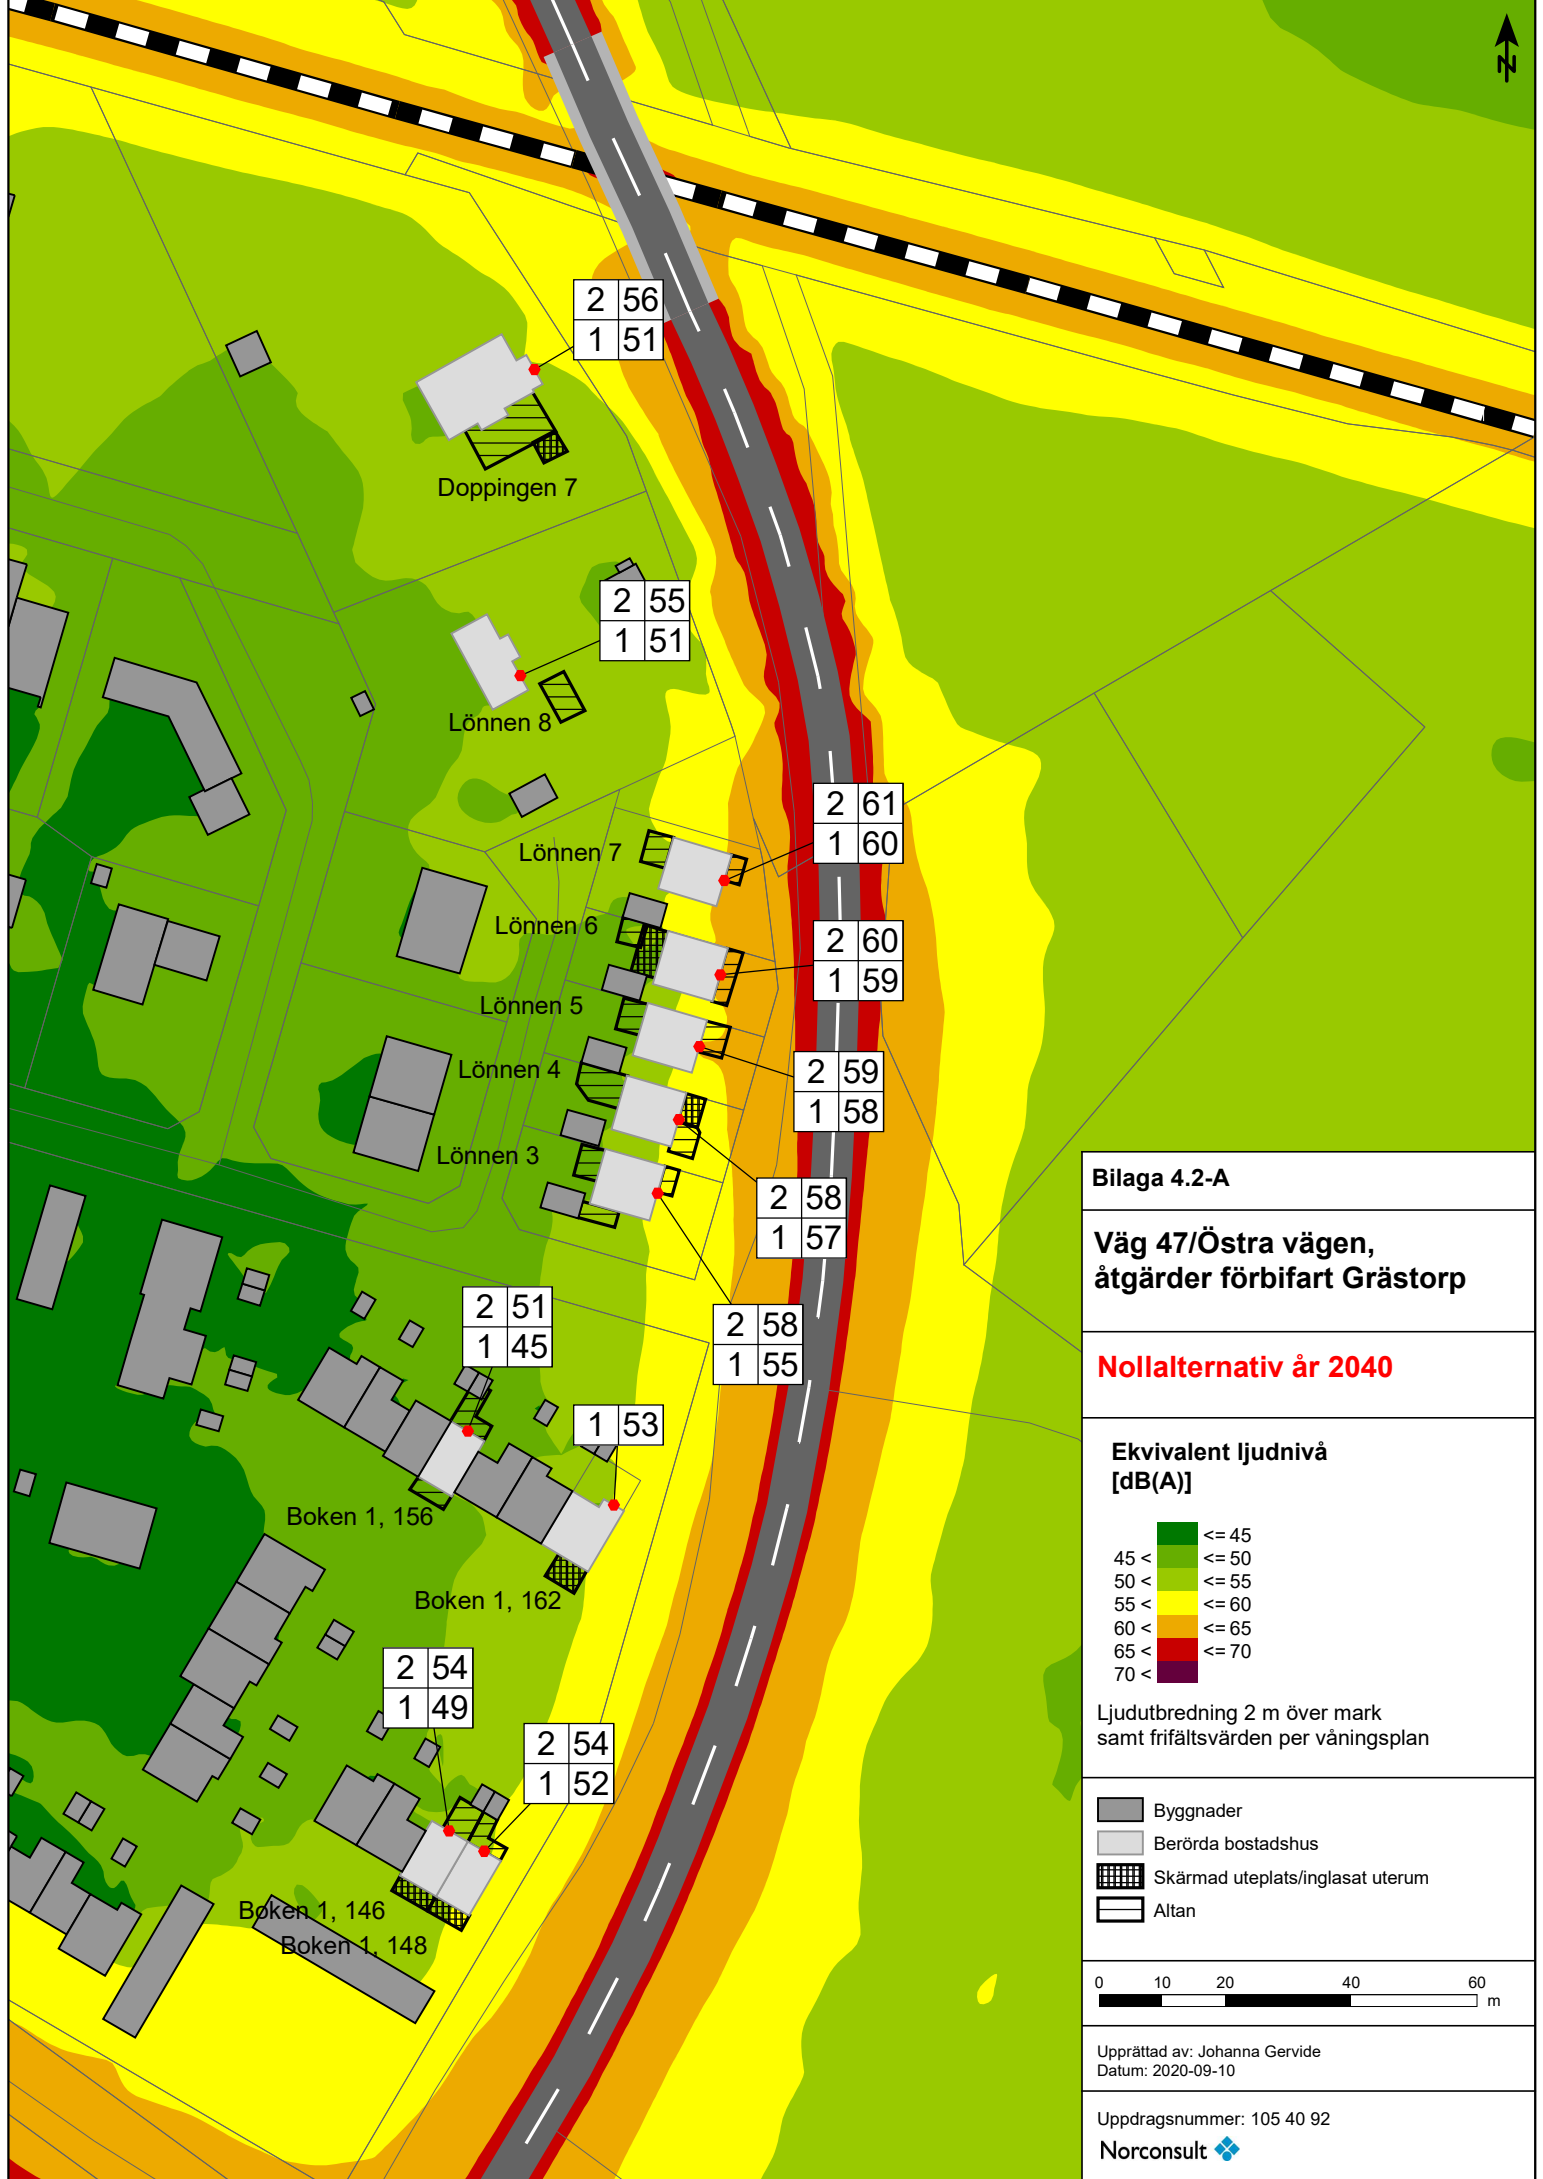 N
2 56
1 51
Doppingen 7
2 55
1 51
Lönnen 8
2 61
1 60
Lönnen 7
Lönnen 6
2 60
1 59
Lönnen 5
Lönnen 4
2 59
1 58
Lönnen 3
2 58
1 57
2 58
1 55
2 51
1 45
1 53
Boken 1, 156
Boken 1, 162
2 54
1 49
2 54
1 52
Boken 1, 146
Boken 1, 148
Bilaga 4.2-A
Väg 47/Östra vägen,
åtgärder förbifart Grästorp
Nollalternativ år 2040
Ekvivalent ljudnivå
[dB(A)]
<= 45
45 < <= 50
50 < <= 55
55 < <= 60
60 < <= 65
65 < <= 70
70 <
Ljudutbredning 2 m över mark
samt frifältsvärden per våningsplan
Byggnader
Berörda bostadshus
Skärmad uteplats/inglasat uterum
Altan
0 10 20 40 60
m
Upprättad av: Johanna Gervide
Datum: 2020-09-10
Uppdragsnummer: 105 40 92
Norconsult